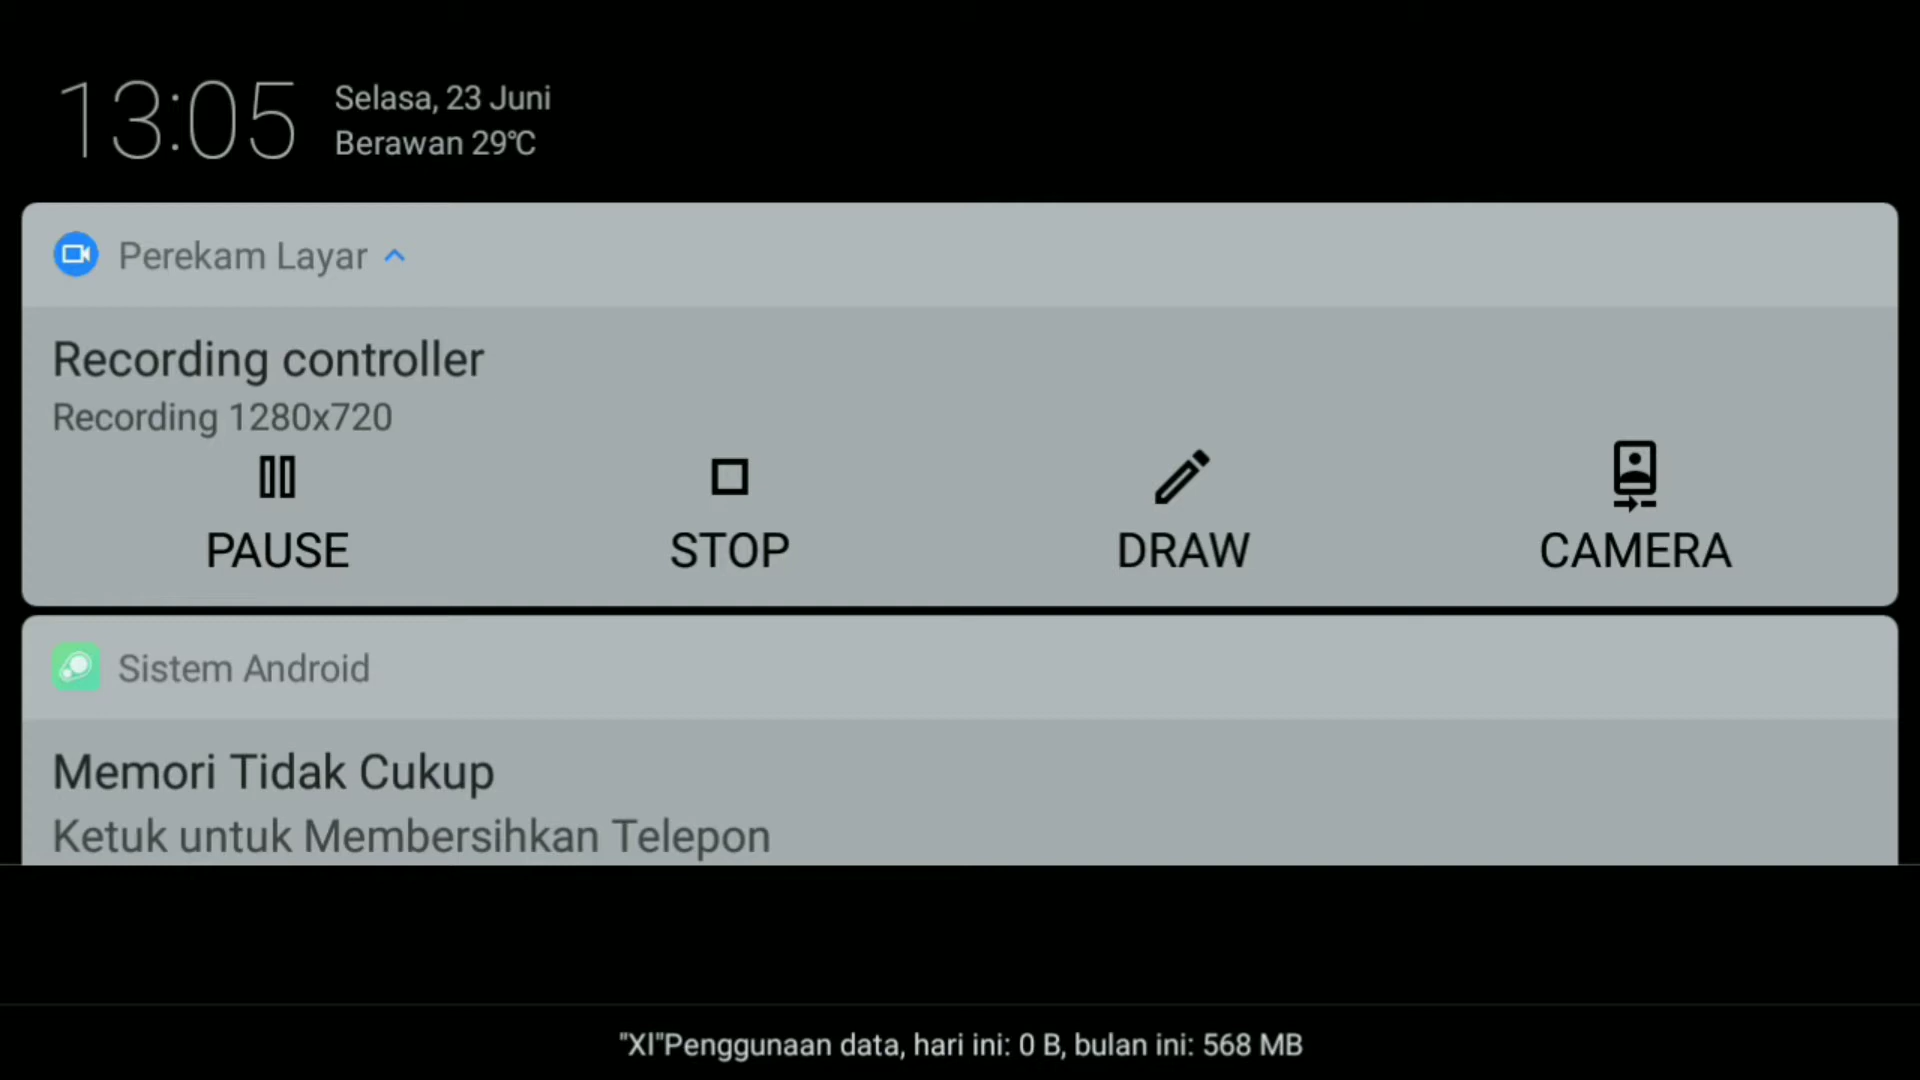 13:05
Selasa, 23 Juni
Berawan 29℃
Perekam Layar
Recording controller
Recording 1280x720
PAUSE STOP DRAW CAMERA
Sistem Android
Memori Tidak Cukup
Ketuk untuk Membersihkan Telepon
"Xl"Penggunaan data, hari ini: 0 B, bulan ini: 568 MB